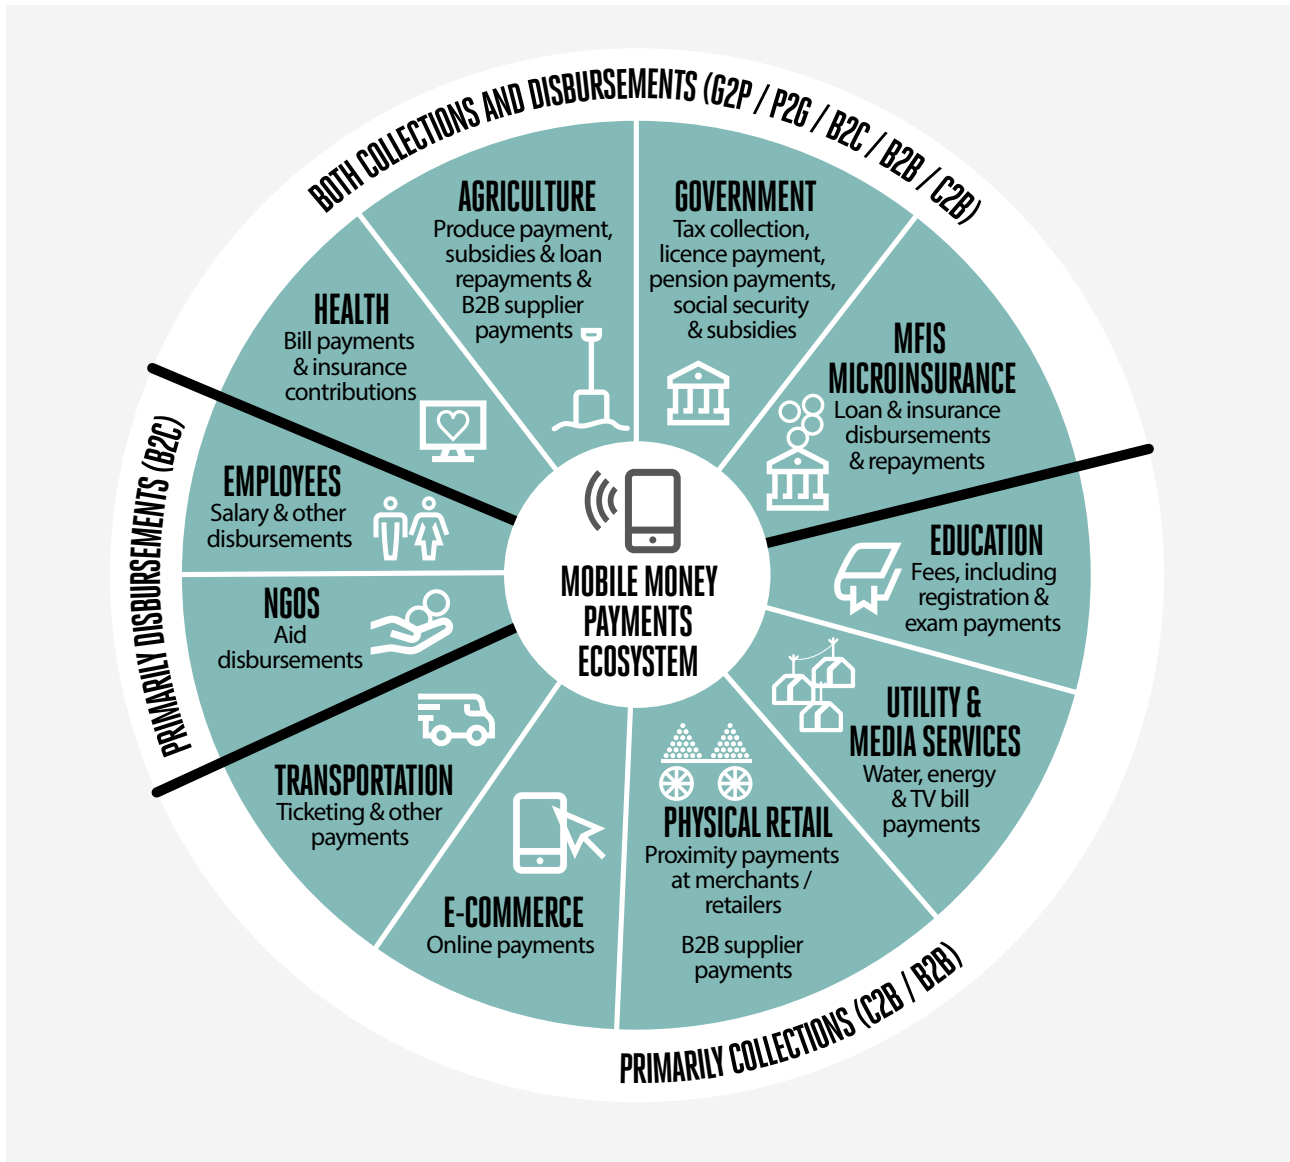 BOTH COLLECTIONS AND DISBURSEMENTS (G2P / P2G / B2C / B2B / C2B)
AGRICULTURE
Produce payment,
subsidies & loan
repayments &
B2B supplier
payments
GOVERNMENT
Tax collection,
licence payment,
pension payments,
social security
& subsidies
HEALTH
Bill payments
& insurance
contributions
MFIS
MICROINSURANCE
Loan & insurance
disbursements
& repayments
PRIMARILY DISBURSEMENTS (B2C)
EMPLOYEES
Salary & other
disbursements
NGOS
Aid
disbursements
MOBILE MONEY
PAYMENTS
ECOSYSTEM
EDUCATION
Fees, including
registration &
exam payments
UTILITY &
MEDIA SERVICES
Water, energy
& TV bill
payments
TRANSPORTATION
Ticketing & other
payments
E-COMMERCE
Online payments
PHYSICAL RETAIL
Proximity payments
at merchants /
retailers
B2B supplier
payments
PRIMARILY COLLECTIONS (C2B / B2B)